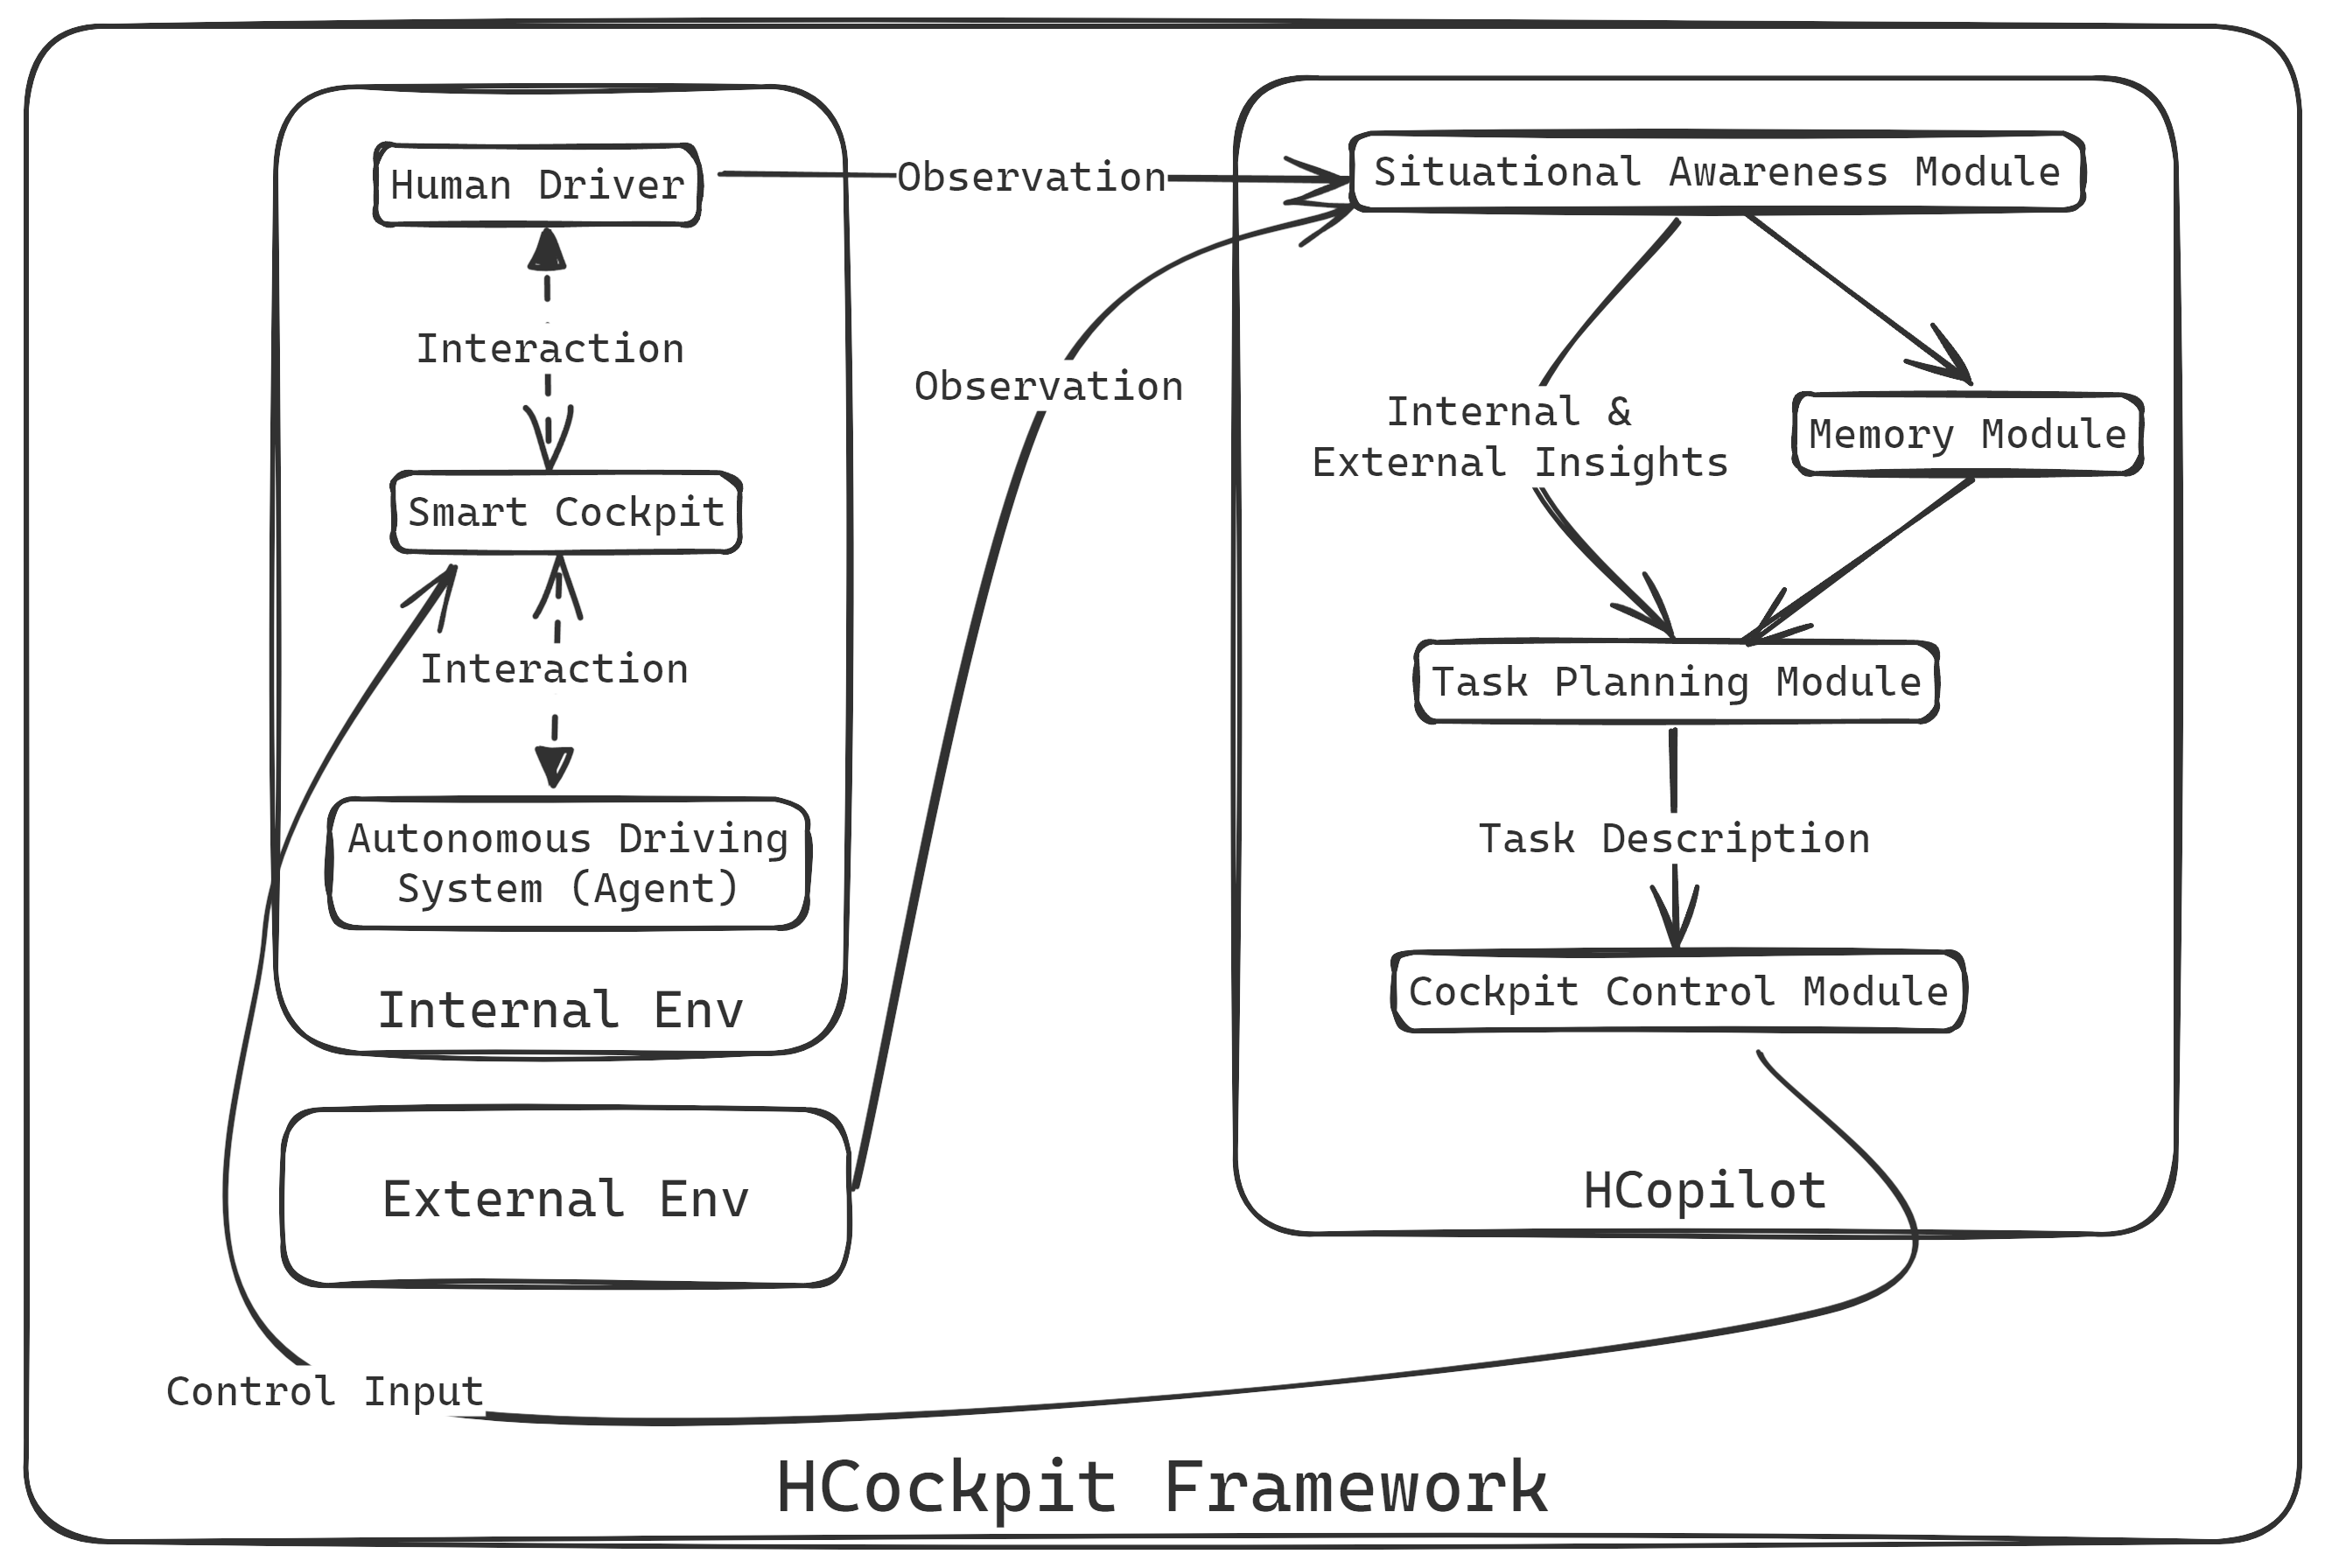 Human Driver
Observation
Situational Awareness Module
Interaction
Observation
Internal &
External Insights
Memory Module
Smart Cockpit
Interaction
Task Planning Module
Autonomous Driving
System (Agent)
Task Description
Internal Env
Cockpit Control Module
External Env
HCopilot
Control Input
HCockpit Framework